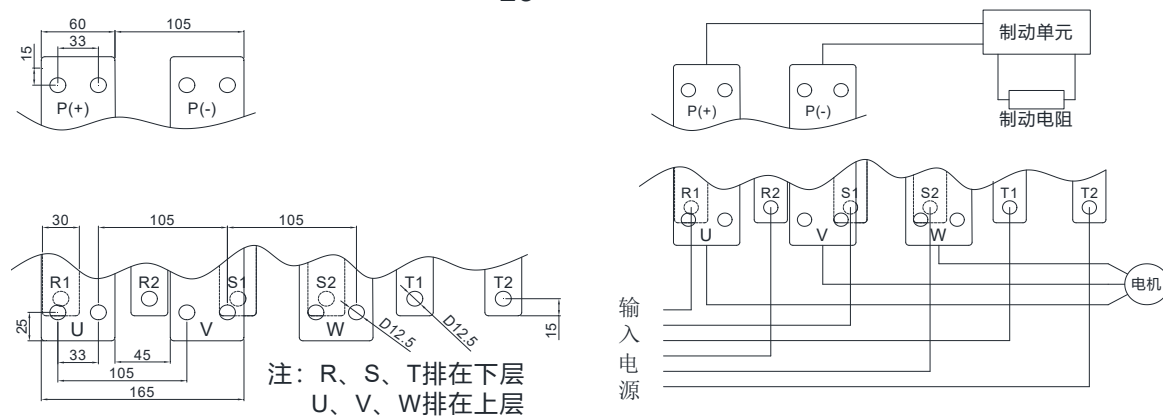 60
105
33
15
P(+)
P(-)
制动单元
P(+)
P(-)
制动电阻
30
105
105
R1
R2
S1
S2
T1
T2
U
V
W
25
33
45
105
165
D12.5
D12.5
15
注：R、S、T排在下层
U、V、W排在上层
R1
R2
S1
S2
T1
T2
U
V
W
电机
输
入
电
源